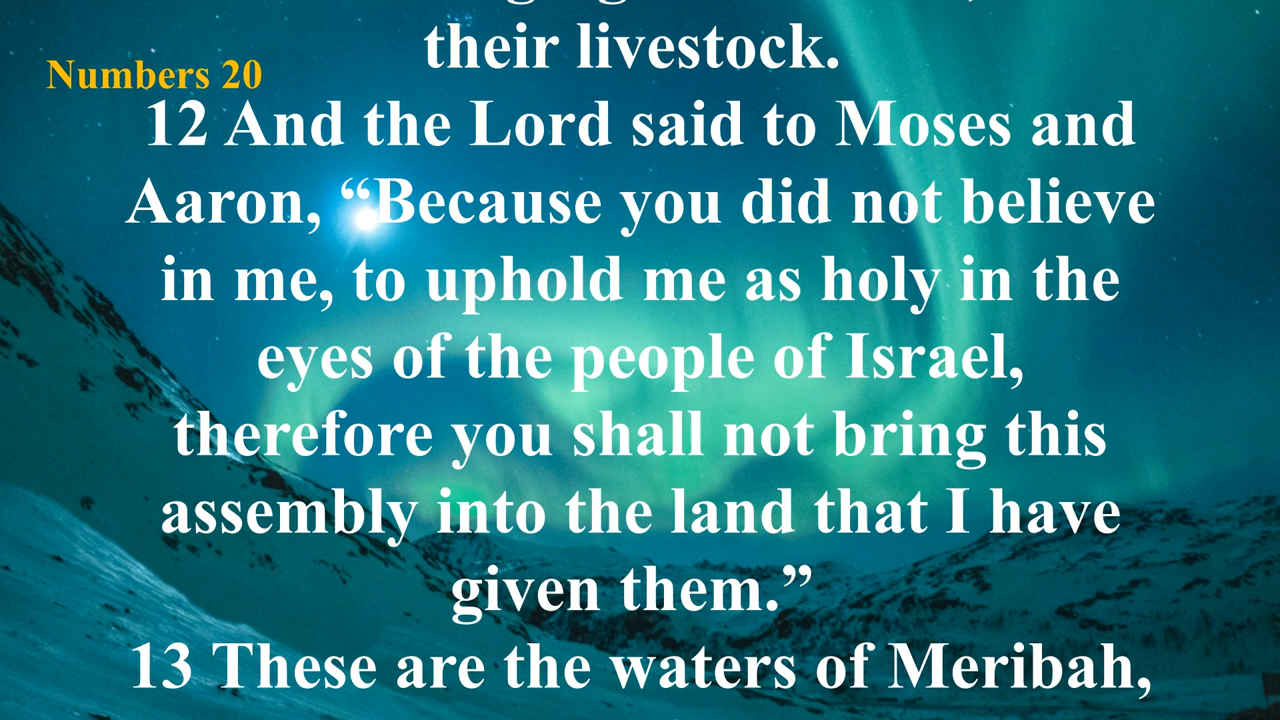 their livestock.
Numbers 20
12 And the Lord said to Moses and
Aaron, “Because you did not believe
in me, to uphold me as holy in the
eyes of the people of Israel,
therefore you shall not bring this
assembly into the land that I have
given them.”
13 These are the waters of Meribah,